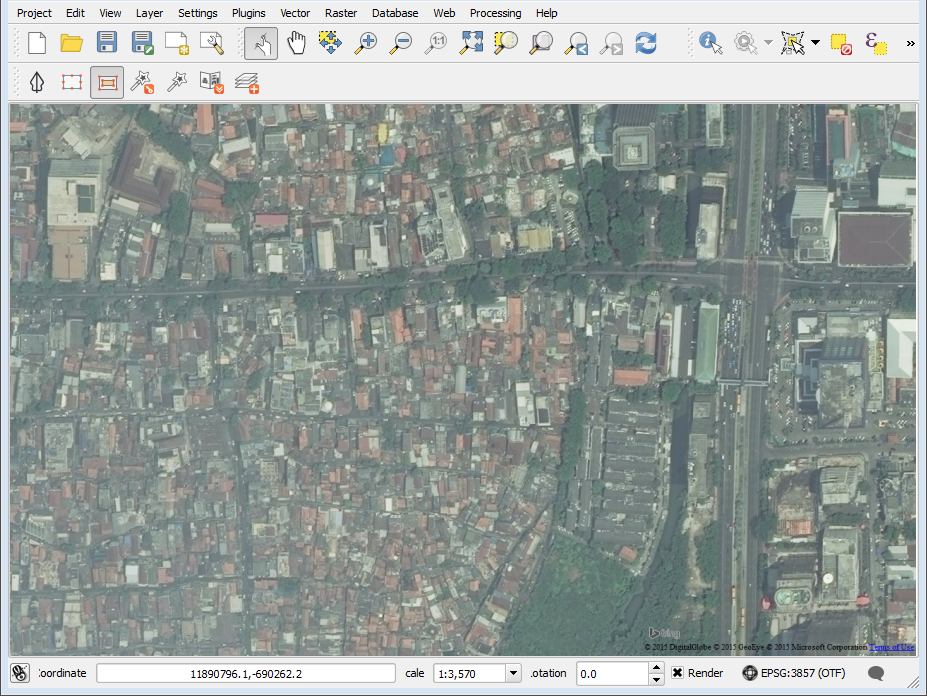 Project Edit View Layer Settings Plugins Vector Raster Database Web Processing Help
1:1
»
bing
© 2015 DigitalGlobe © 2015 GeoEye © 2015 Microsoft Corporation Terms of Use
:oordinate 11890796.1,-690262.2 cale 1:3,570 otation 0.0 Render EPSG:3857 (OTF)